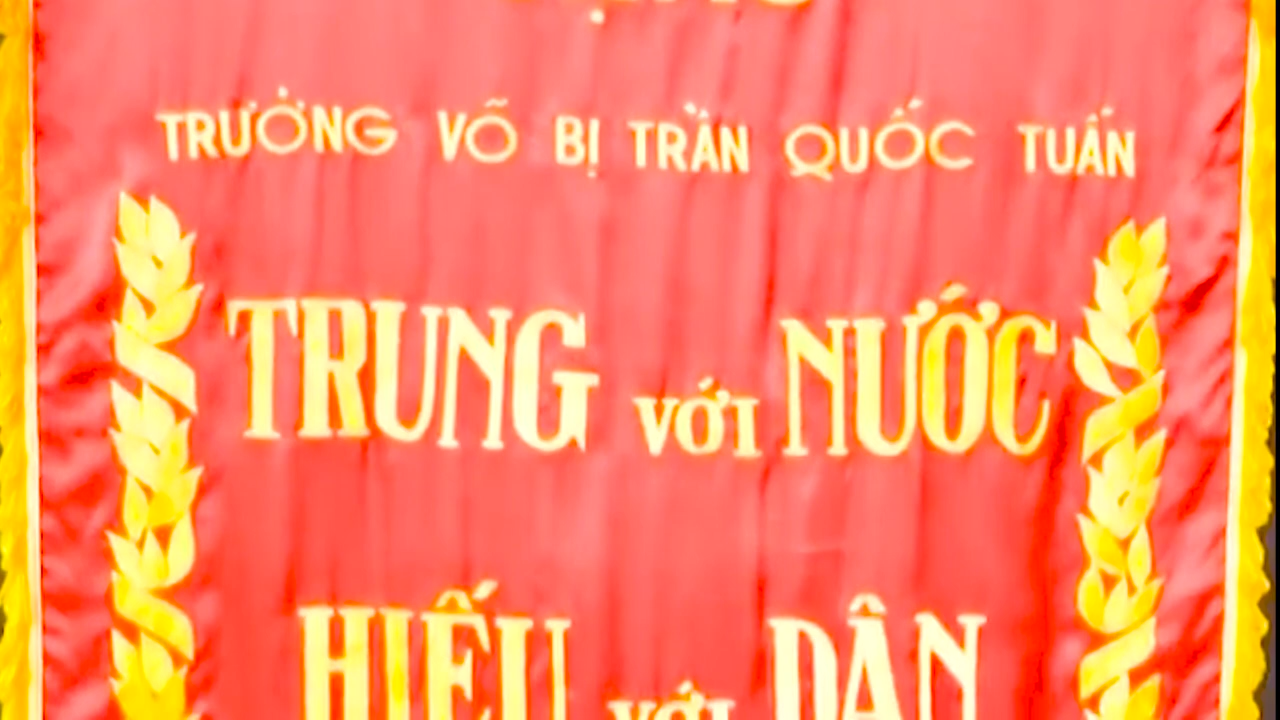 TRƯỜNG VÕ BỊ TRẦN QUỐC TUẤN
TRUNG VỚI NƯỚC
HIẾU VỚI DÂN